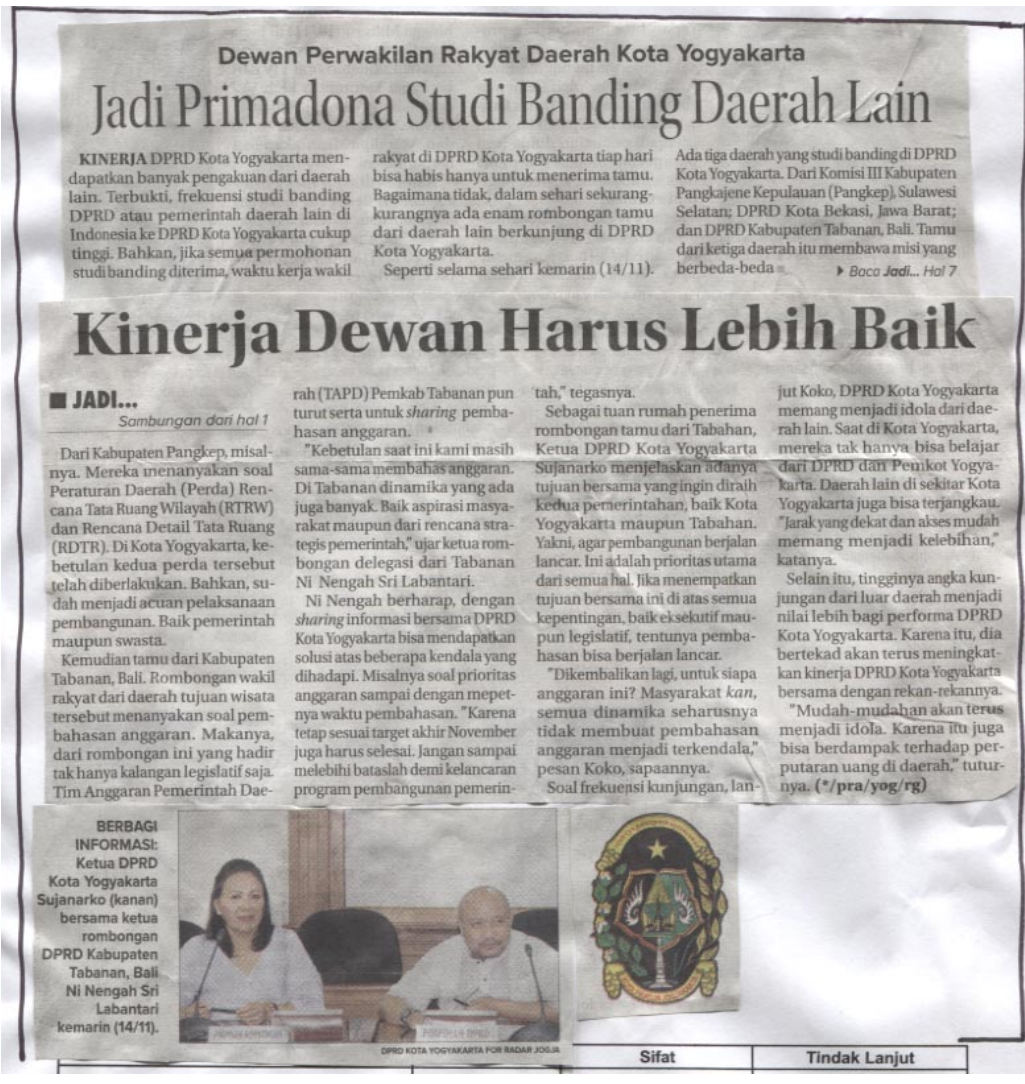 Dewan Perwakilan Rakyat Daerah Kota Yogyakarta
Jadi Primadona Studi Banding Daerah Lain
KINERJA DPRD Kota Yogyakarta men-
dapatkan banyak pengakuan dari daerah
lain. Terbukti, frekuensi studi banding
DPRD atau pemerintah daerah lain di
Indonesia ke DPRD Kota Yogyakarta cukup
tinggi. Bahkan, jika semua permohonan
studi banding diterima, waktu kerja wakil
rakyat di DPRD Kota Yogyakarta tiap hari
bisa habis hanya untuk menerima tamu.
Bagaimana tidak, dalam sehari sekurang-
kurangnya ada enam rombongan tamu
dari daerah lain berkunjung di DPRD
Kota Yogyakarta.
Seperti selama sehari kemarin (14/11).
Ada tiga daerah yang studi banding di DPRD
Kota Yogyakarta. Dari Komisi III Kabupaten
Pangkajene Kepulauan (Pangkep), Sulawesi
Selatan; DPRD Kota Bekasi, Jawa Barat;
dan DPRD Kabupaten Tabanan, Bali. Tamu
dari ketiga daerah itu membawa misi yang
berbeda-beda
Baca Jadi... Hal 7
Kinerja Dewan Harus Lebih Baik
JADI...
Sambungan dari hal 1
Dari Kabupaten Pangkep, misal-
nya. Mereka menanyakan soal
Peraturan Daerah (Perda) Ren-
cana Tata Ruang Wilayah (RTRW)
dan Rencana Detail Tata Ruang
(RDTR). Di Kota Yogyakarta, ke-
betulan kedua perda tersebut
telah diberlakukan. Bahkan, su-
dah menjadi acuan pelaksanaan
pembangunan. Baik pemerintah
maupun swasta.
Kemudian tamu dari Kabupaten
Tabanan, Bali. Rombongan wakil
rakyat dari daerah tujuan wisata
tersebut menanyakan soal pem-
bahasan anggaran. Makanya,
dari rombongan ini yang hadir
tak hanya kalangan legislatif saja.
Tim Anggaran Pemerintah Dae-
rah (TAPD) Pemkab Tabanan pun
turut serta untuk sharing pemba-
hasan anggaran.
"Kebetulan saat ini kami masih
sama-sama membahas anggaran.
Di Tabanan dinamika yang ada
juga banyak. Baik aspirasi masya-
rakat maupun dari rencana stra-
tegis pemerintah," ujar ketua rom-
bongan delegasi dari Tabanan
Ni Nengah Sri Labantari.
Ni Nengah berharap, dengan
sharing informasi bersama DPRD
Kota Yogyakarta bisa mendapatkan
solusi atas beberapa kendala yang
dihadapi. Misalnya soal prioritas
anggaran sampai dengan mepet-
nya waktu pembahasan. "Karena
tetap sesuai target akhir November
juga harus selesai. Jangan sampai
melebihi bataslah demi kelancaran
program pembangunan pemerin-
tah," tegasnya.
Sebagai tuan rumah penerima
rombongan tamu dari Tabahan,
Ketua DPRD Kota Yogyakarta
Sujanarko menjelaskan adanya
tujuan bersama yang ingin diraih
kedua pemerintahan, baik Kota
Yogyakarta maupun Tabahan.
Yakni, agar pembangunan berjalan
lancar. Ini adalah prioritas utama
dari semua hal. Jika menempatkan
tujuan bersama ini di atas semua
kepentingan, baik eksekutif mau-
pun legislatif, tentunya pemba-
hasan bisa berjalan lancar.
"Dikembalikan lagi, untuk siapa
anggaran ini? Masyarakat kan,
semua dinamika seharusnya
tidak membuat pembahasan
anggaran menjadi terkendala,"
pesan Koko, sapaannya.
Soal frekuensi kunjungan, lan-
jut Koko, DPRD Kota Yogyakarta
memang menjadi idola dari dae-
rah lain. Saat di Kota Yogyakarta,
mereka tak hanya bisa belajar
dari DPRD dan Pemkot Yogya-
karta. Daerah lain di sekitar Kota
Yogyakarta juga bisa terjangkau.
"Jarak yang dekat dan akses mudah
memang menjadi kelebihan,"
katanya.
Selain itu, tingginya angka kun-
jungan dari luar daerah menjadi
nilai lebih bagi performa DPRD
Kota Yogyakarta. Karena itu, dia
bertekad akan terus meningkat-
kan kinerja DPRD Kota Yogyakarta
bersama dengan rekan-rekannya.
"Mudah-mudahan akan terus
menjadi idola. Karena itu juga
bisa berdampak terhadap per-
putaran uang di daerah," tutur-
nya. (*/pra/yog/rg)
BERBAGI
INFORMASI:
Ketua DPRD
Kota Yogyakarta
Sujanarko (kanan)
bersama ketua
rombongan
DPRD Kabupaten
Tabanan, Bali
Ni Nengah Sri
Labantari
kemarin (14/11).
DPRD KOTA YOGYAKARTA FOR RADAR JOGJA
Sifat
Tindak Lanjut